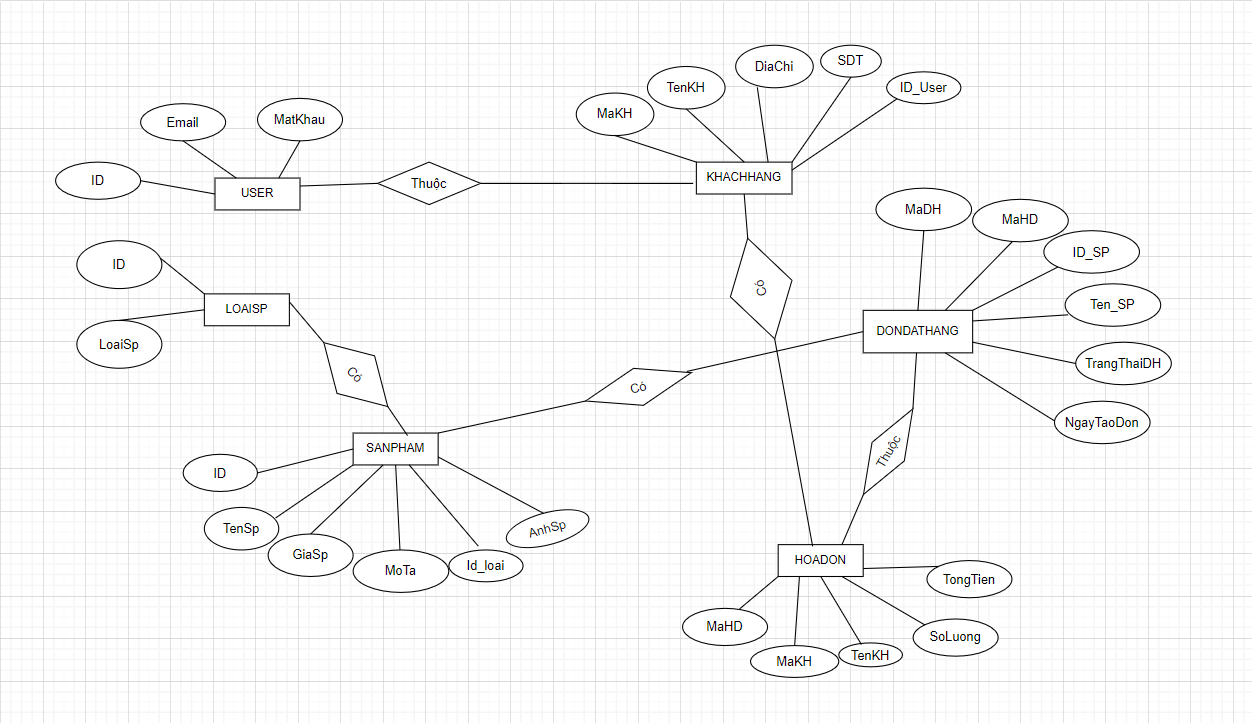 DiaChi
SDT
TenKH
ID_User
MaKH
Email
MatKhau
ID
USER
Thuộc
KHACHHANG
MaDH
MaHD
ID_SP
Ten_SP
TrangThaiDH
NgayTaoDon
DONDATHANG
ID
LoaiSp
LOAISP
Có
Có
Có
Thuộc
SANPHAM
ID
TenSp
GiaSp
MoTa
Id_loai
AnhSp
HOADON
TongTien
MaHD
MaKH
TenKH
SoLuong